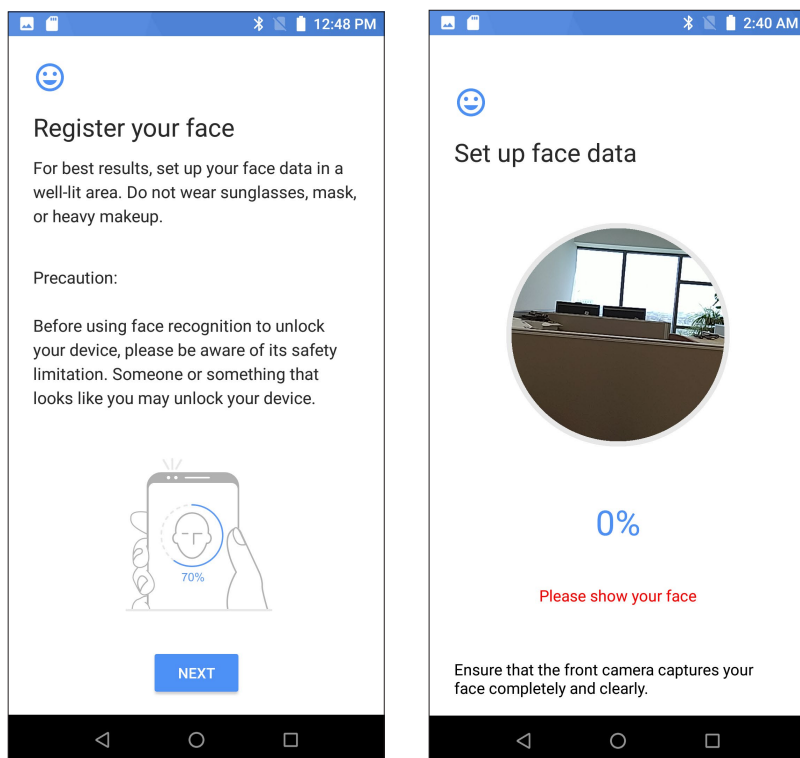 12:48 PM
Register your face
For best results, set up your face data in a
well-lit area. Do not wear sunglasses, mask,
or heavy makeup.
Precaution:
Before using face recognition to unlock
your device, please be aware of its safety
limitation. Someone or something that
looks like you may unlock your device.
70%
NEXT
2:40 AM
Set up face data
0%
Please show your face
Ensure that the front camera captures your
face completely and clearly.